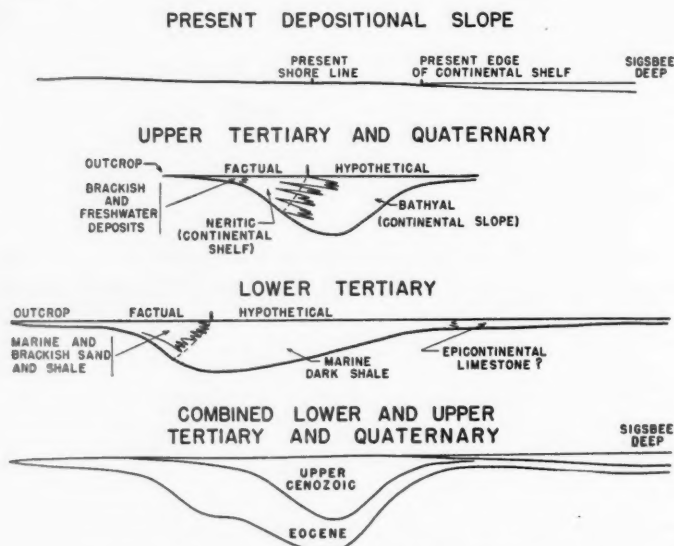 PRESENT DEPOSITIONAL SLOPE
PRESENT SHORE LINE
PRESENT EDGE OF CONTINENTAL SHELF
SIGSBEE DEEP
UPPER TERTIARY AND QUATERNARY
OUTCROP
FACTUAL
HYPOTHETICAL
BRACKISH AND FRESHWATER DEPOSITS
NERITIC (CONTINENTAL SHELF)
BATHYAL (CONTINENTAL SLOPE)
LOWER TERTIARY
OUTCROP
FACTUAL
HYPOTHETICAL
MARINE AND BRACKISH SAND AND SHALE
MARINE DARK SHALE
EPICONTINENTAL LIMESTONE ?
COMBINED LOWER AND UPPER
TERTIARY AND QUATERNARY
SIGSBEE DEEP
UPPER CENOZOIC
EOCENE